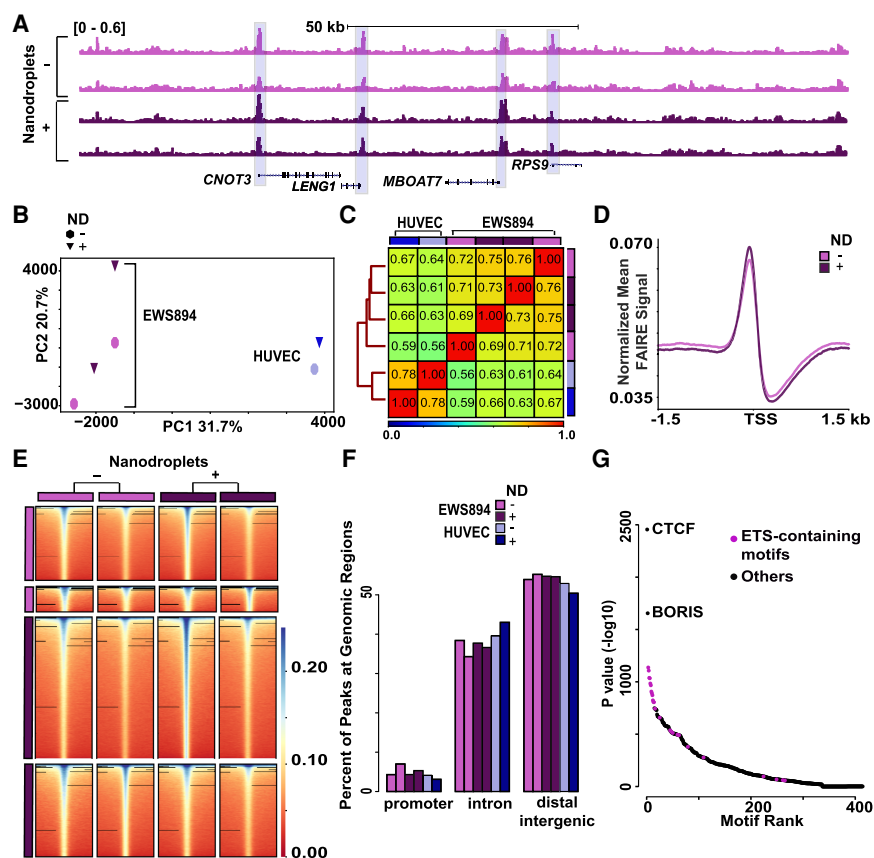 A
[0 - 0.6]
50 kb
Nanodroplets
-
+
CNOT3
LENG1
MBOAT7
RPS9
B
ND
-
+
4000
PC2 20.7%
-3000
EWS894
HUVEC
-2000
PC1 31.7%
4000
C
HUVEC
EWS894
0.67 0.64 0.72 0.75 0.76 1.00
0.63 0.61 0.71 0.73 1.00 0.76
0.66 0.63 0.69 1.00 0.73 0.75
0.59 0.56 1.00 0.69 0.71 0.72
0.78 1.00 0.56 0.63 0.61 0.64
1.00 0.78 0.59 0.66 0.63 0.67
0.0
1.0
D
ND
-
+
0.070
Normalized Mean
FAIRE Signal
0.035
-1.5
TSS
1.5 kb
E
Nanodroplets
-
+
0.20
0.10
0.00
F
ND
EWS894
-
+
HUVEC
-
+
Percent of Peaks at Genomic Regions
50
0
promoter
intron
distal
intergenic
G
2500
CTCF
ETS-containing
motifs
Others
BORIS
P value (-log10)
1000
0
0
200
400
Motif Rank